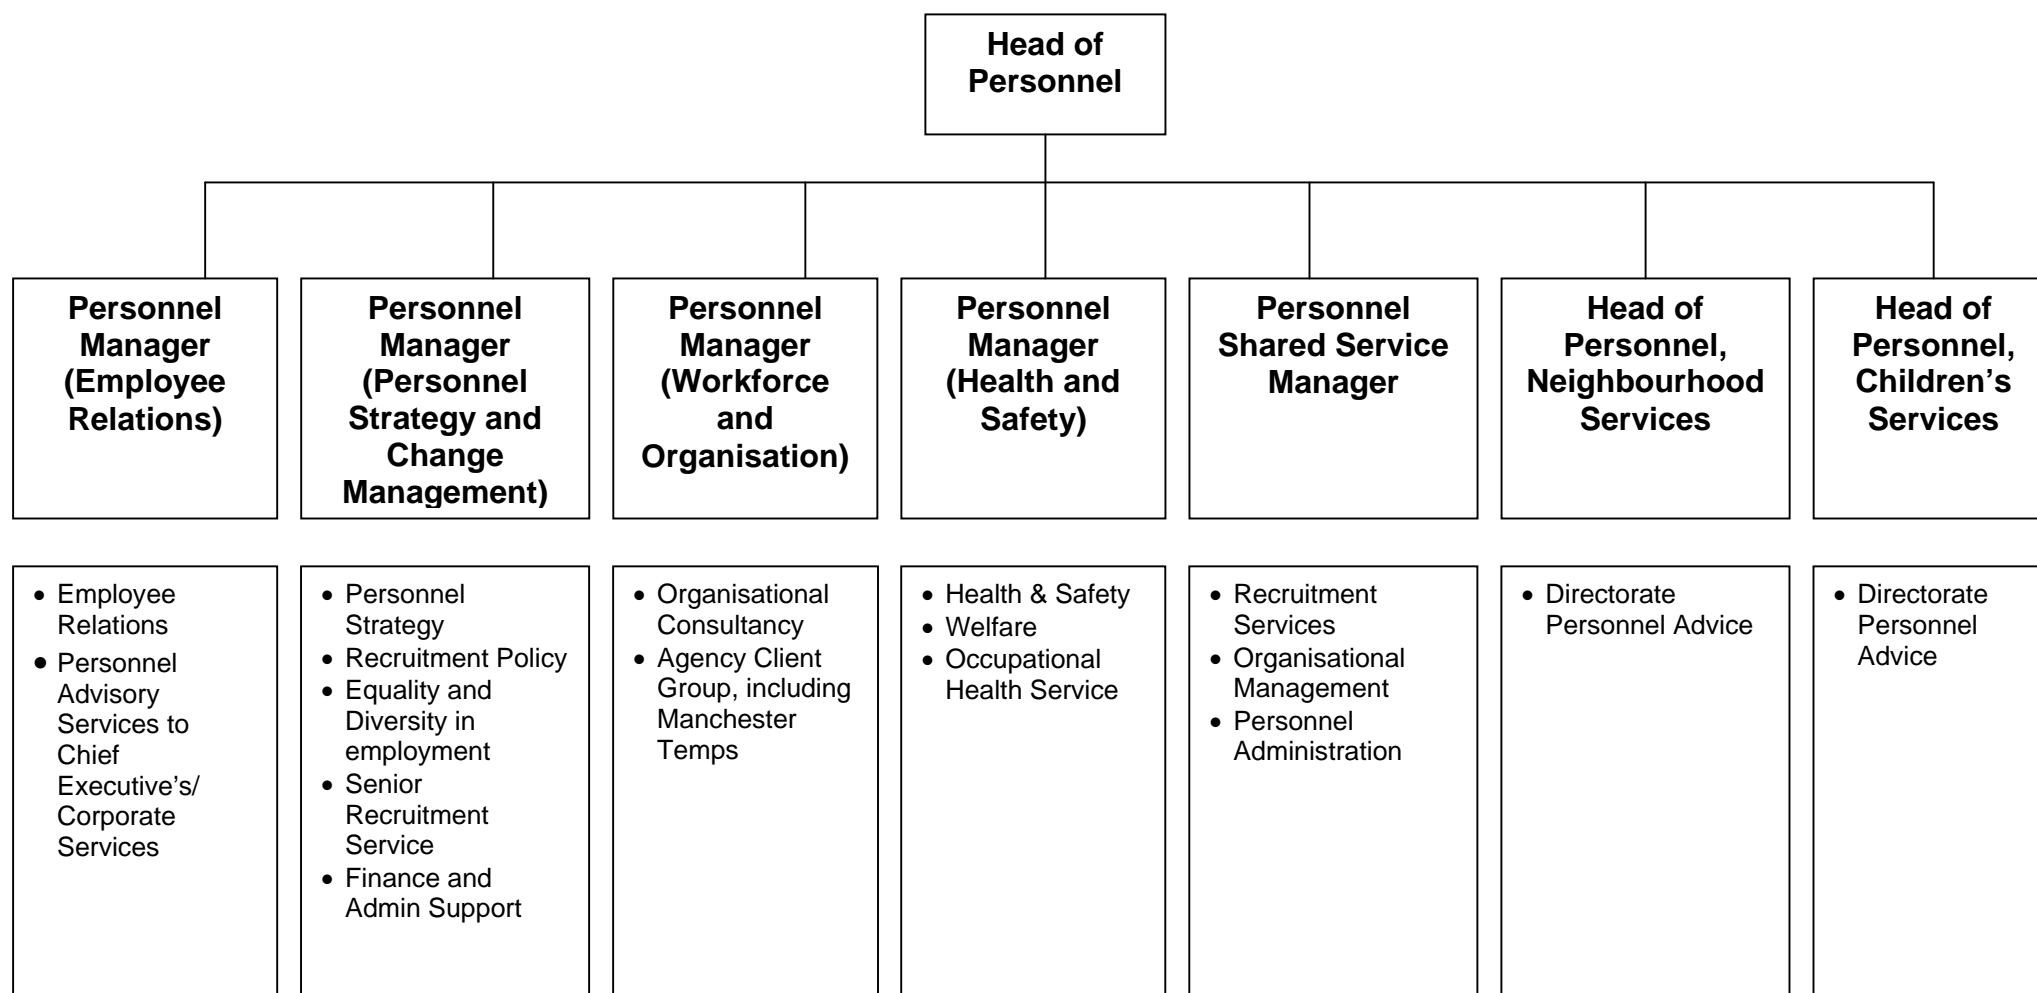 Head of
Personnel
Personnel
Manager
(Employee
Relations)
Personnel
Manager
(Personnel
Strategy and
Change
Management)
Personnel
Manager
(Workforce
and
Organisation)
Personnel
Manager
(Health and
Safety)
Personnel
Shared Service
Manager
Head of
Personnel,
Neighbourhood
Services
Head of
Personnel,
Children’s
Services
• Employee
Relations
• Personnel
Advisory
Services to
Chief
Executive’s/
Corporate
Services
• Personnel
Strategy
• Recruitment Policy
• Equality and
Diversity in
employment
• Senior
Recruitment
Service
• Finance and
Admin Support
• Organisational
Consultancy
• Agency Client
Group, including
Manchester
Temps
• Health & Safety
• Welfare
• Occupational
Health Service
• Recruitment
Services
• Organisational
Management
• Personnel
Administration
• Directorate
Personnel Advice
• Directorate
Personnel
Advice